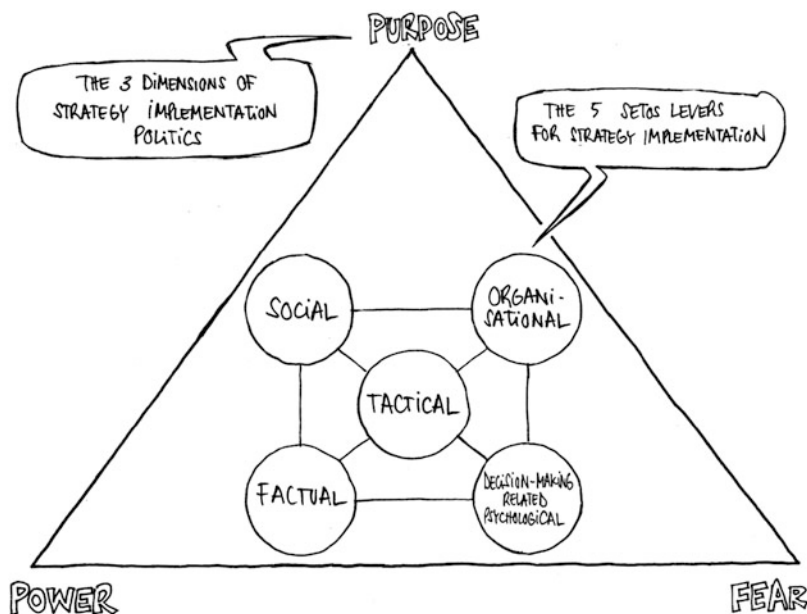 PURPOSE
THE 3 DIMENSIONS OF
STRATEGY IMPLEMENTATION
POLITICS
THE 5 SETOS LEVERS
FOR STRATEGY IMPLEMENTATION
SOCIAL
ORGANI-
SATIONAL
TACTICAL
FACTUAL
DECISION-MAKING
RELATED
PSYCHOLOGICAL
POWER
FEAR